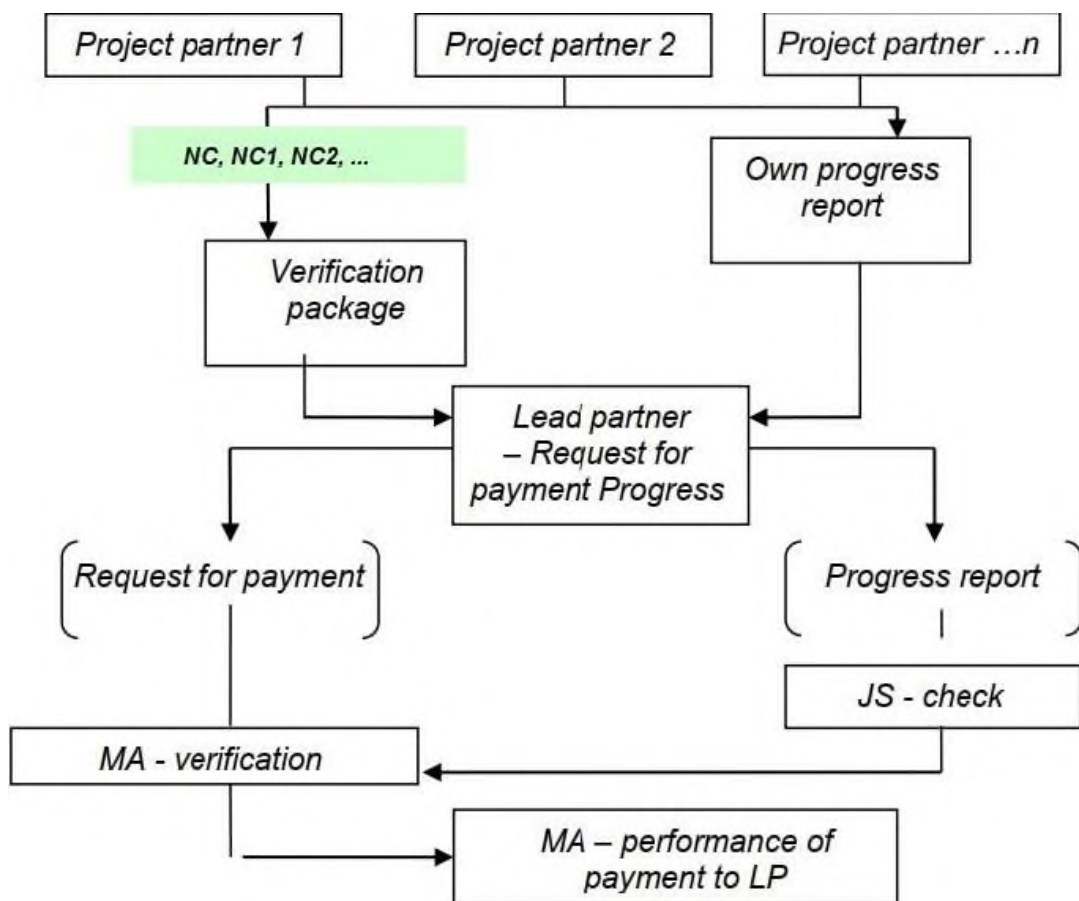 Project partner 1
Project partner 2
Project partner …n
NC, NC1, NC2, ...
Own progress
report
Verification
package
Lead partner
– Request for
payment Progress
Request for payment
Progress report
JS - check
MA - verification
MA – performance of
payment to LP